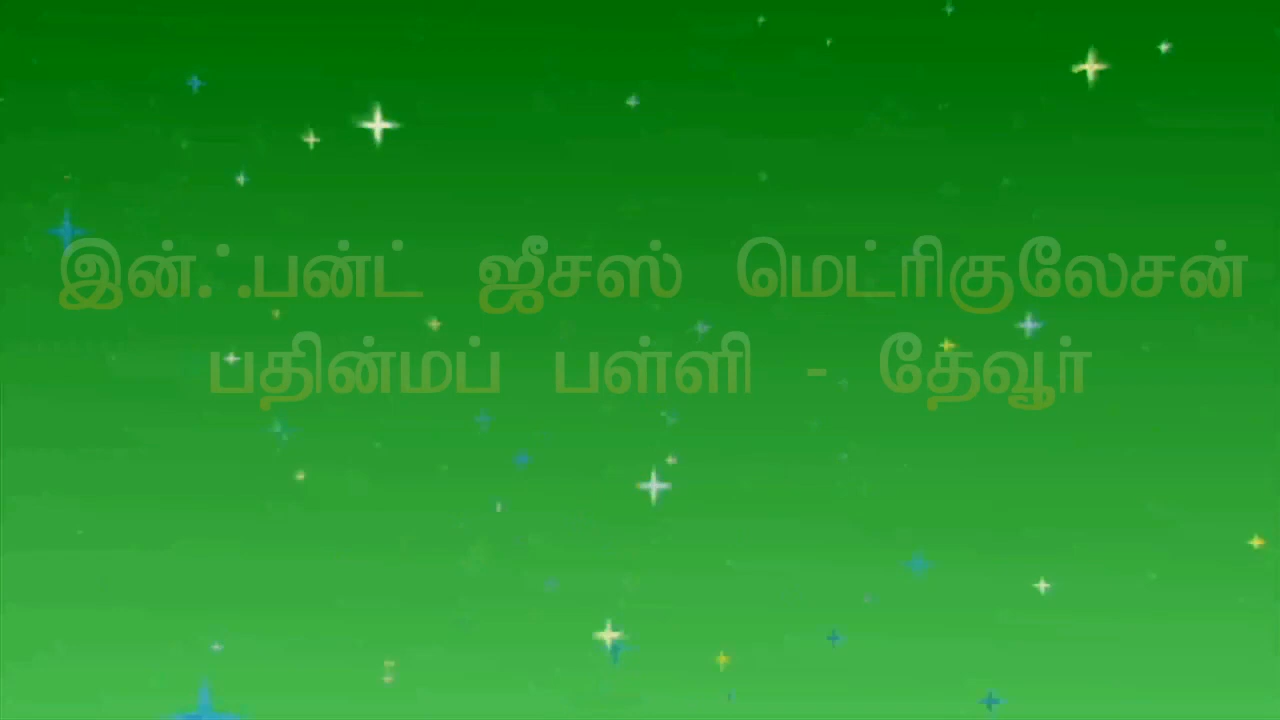 இன்ஃபன்ட் ஜீசஸ் மெட்ரிகுலேசன்
பதின்மப் பள்ளி - தேவூர்